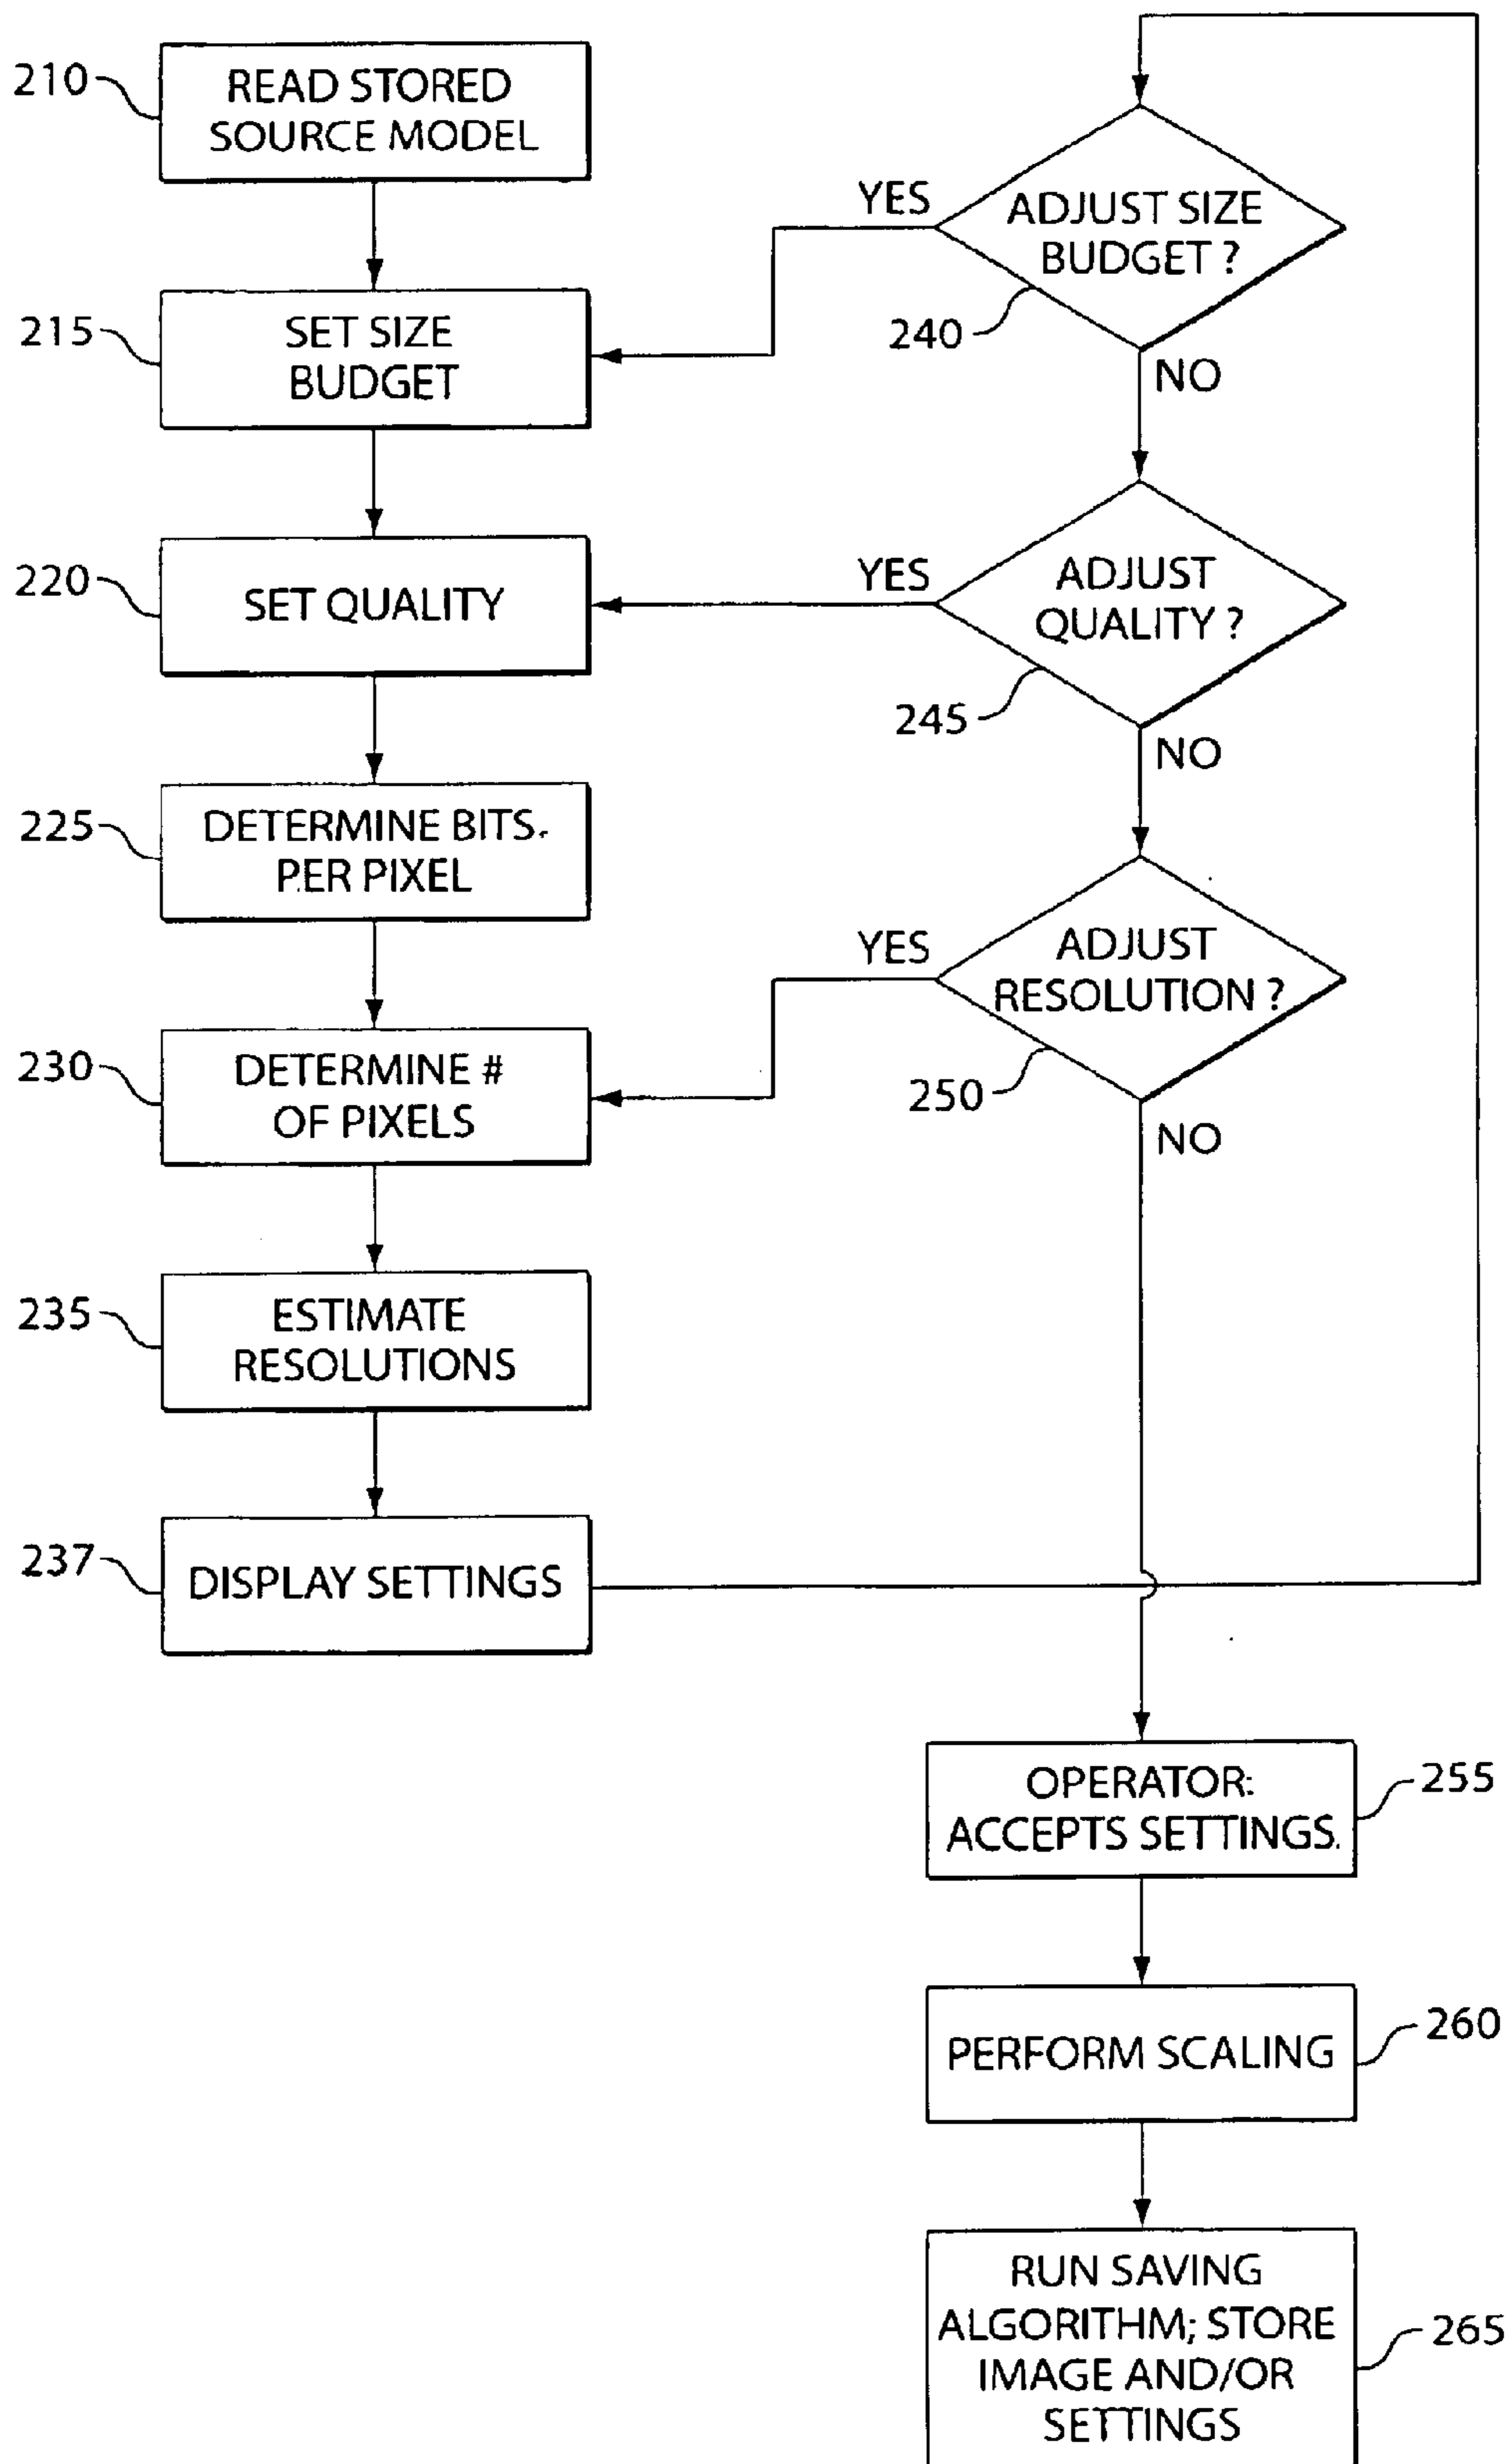 210
READ STORED
SOURCE MODEL
215
SET SIZE
BUDGET
220
SET QUALITY
225
DETERMINE BITS
PER PIXEL
230
DETERMINE #
OF PIXELS
235
ESTIMATE
RESOLUTIONS
237
DISPLAY SETTINGS
ADJUST SIZE
BUDGET ?
YES
240
NO
ADJUST
QUALITY ?
YES
245
NO
ADJUST
RESOLUTION ?
YES
250
NO
OPERATOR:
ACCEPTS SETTINGS.
255
PERFORM SCALING
260
RUN SAVING
ALGORITHM; STORE
IMAGE AND/OR
SETTINGS
265